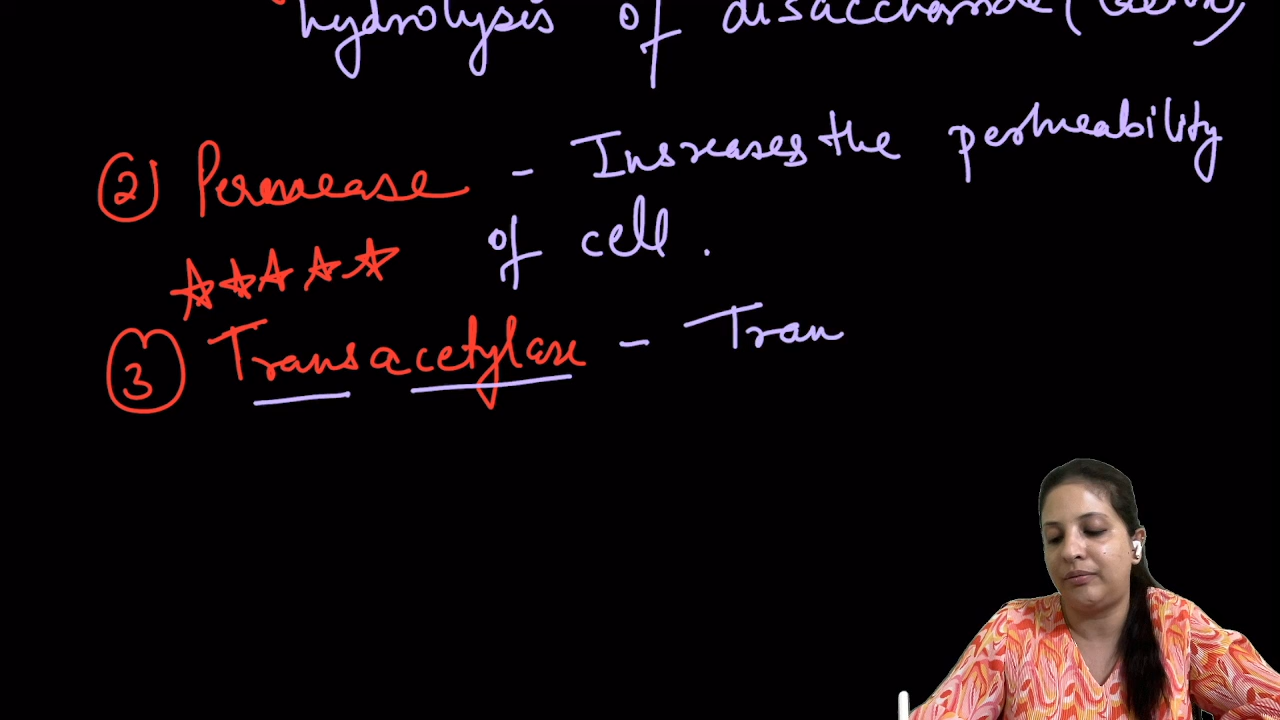 hydrolysis of disaccharide (
② Permease - Increases the permeability
of cell.
③ Transacetylase - Tran